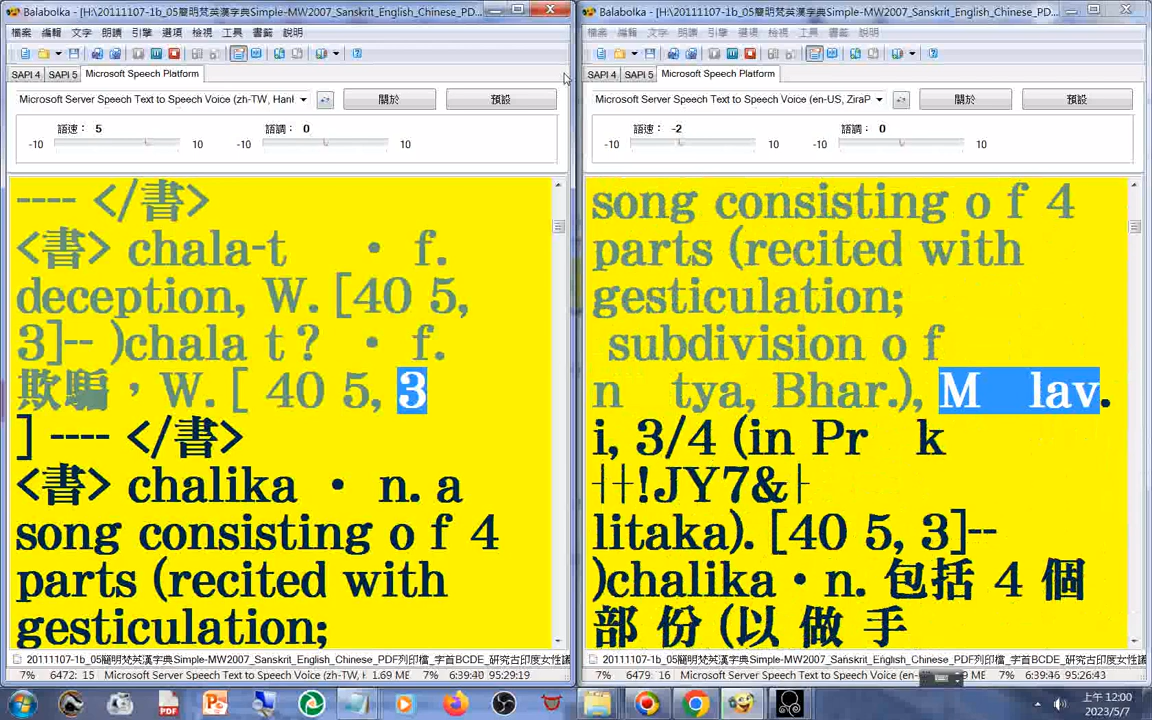 Balabolka - [H:\20111107-1b_05簡明梵英漢字典Simple-MW2007_Sanskrit_English_Chinese_PD...
檔案 編輯 文字 朗讀 引擎 選項 檢視 工具 書籤 說明
SAPI 4 SAPI 5 Microsoft Speech Platform
Microsoft Server Speech Text to Speech Voice (zh-TW, Hanl
關於
預設
語速： 5
語調： 0
-10 10 -10 10
---- </書>
<書> chala-t • f.
deception, W. [40 5,
3]-- )chala t？ • f.
欺騙，W. [ 40 5, 3
] ---- </書>
<書> chalika • n. a
song consisting o f 4
parts (recited with
gesticulation;
20111107-1b_05簡明梵英漢字典Simple-MW2007_Sanskrit_English_Chinese_PDF列印檔_字首BCDE_研究古印度女性議
7% 6472: 15 Microsoft Server Speech Text to Speech Voice (zh-TW, H 1.69 MB 7% 6:39:40 95:29:19
Balabolka - [H:\20111107-1b_05簡明梵英漢字典Simple-MW2007_Sanskrit_English_Chinese_PD...
檔案 編輯 文字 朗讀 引擎 選項 檢視 工具 書籤 說明
SAPI 4 SAPI 5 Microsoft Speech Platform
Microsoft Server Speech Text to Speech Voice (en-US, ZiraP
關於
預設
語速： -2
語調： 0
-10 10 -10 10
song consisting o f 4
parts (recited with
gesticulation;
subdivision o f
n tya, Bhar.), M lav.
i, 3/4 (in Pr k
┤┤!JY7&├
litaka). [40 5, 3]--
)chalika • n. 包括 4 個
部 份 (以 做 手
20111107-1b_05簡明梵英漢字典Simple-MW2007_Sanskrit_English_Chinese_PDF列印檔_字首BCDE_研究古印度女性議
7% 6479: 16 Microsoft Server Speech Text to Speech Voice (en-US, 7% 6:39:46 95:26:43
上午 12:00
2023/5/7